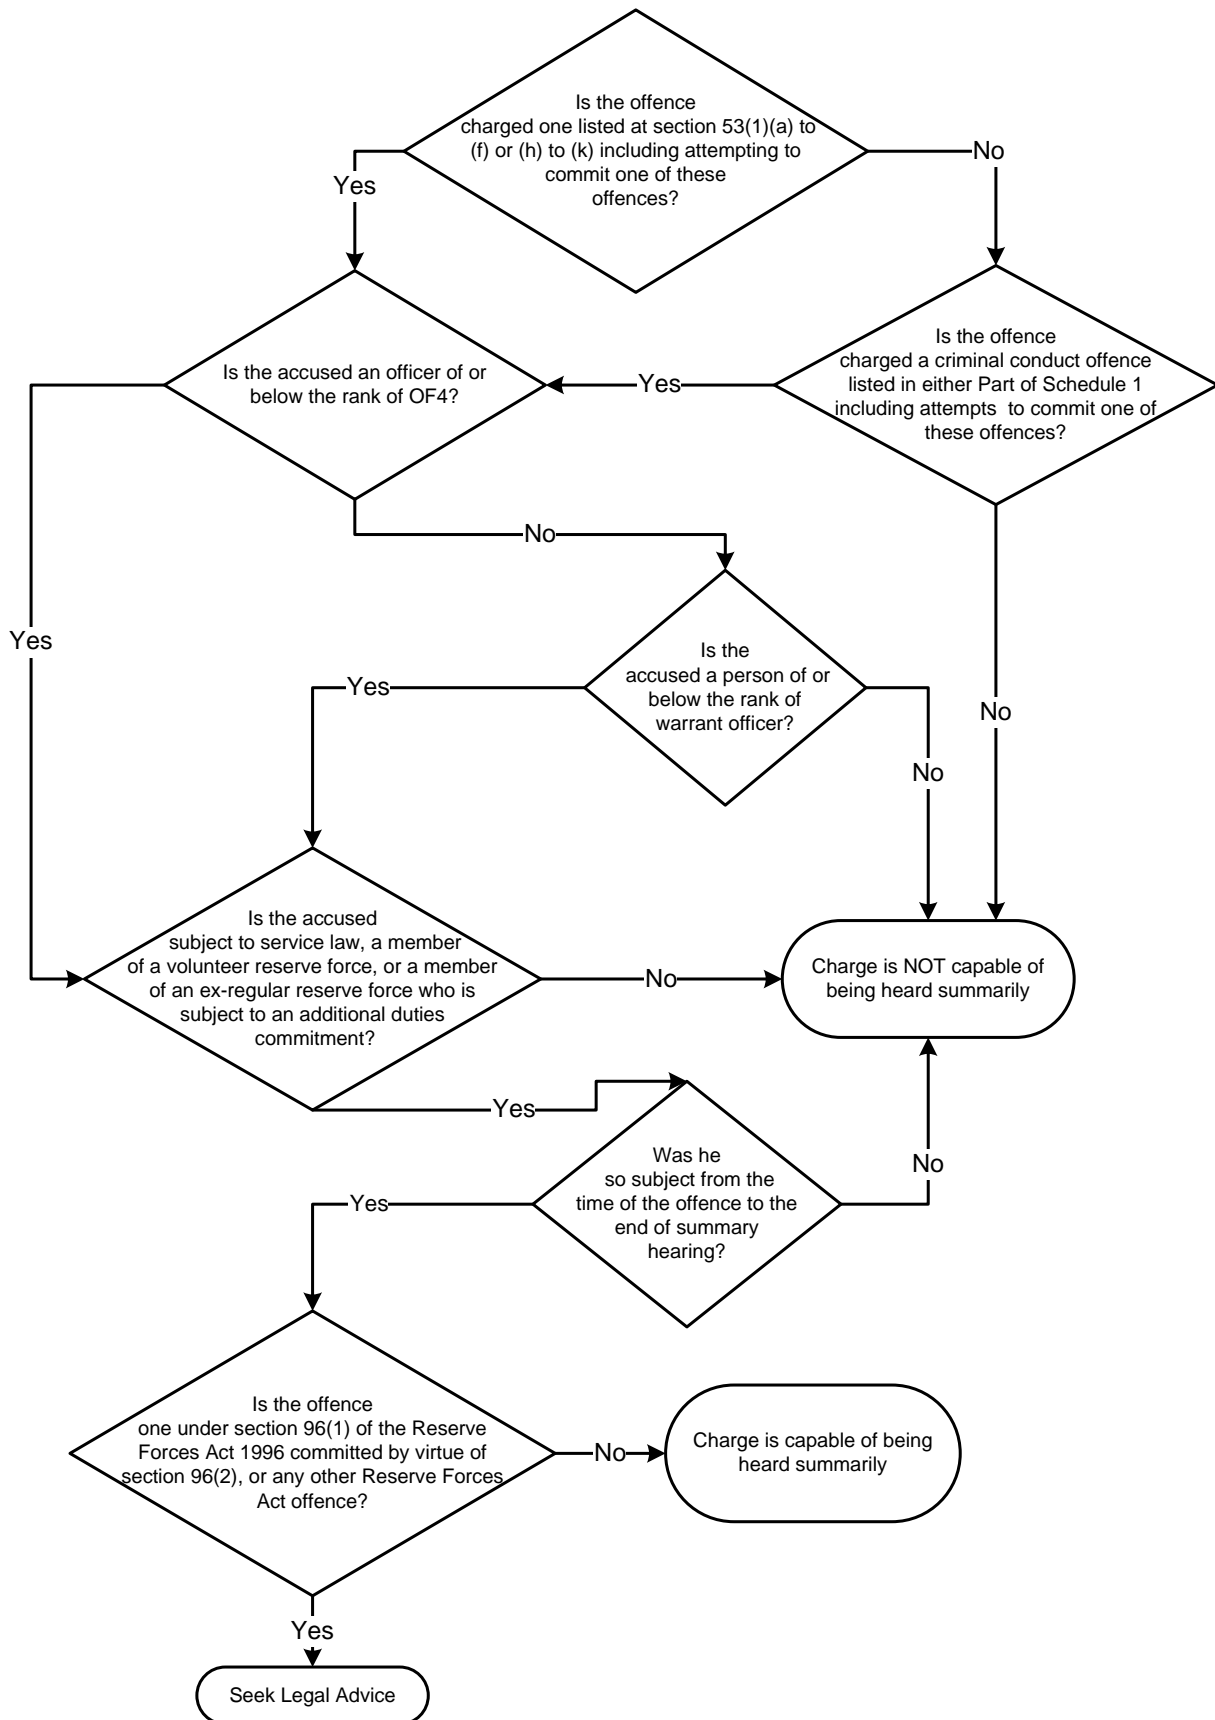 Is the offence
charged one listed at section 53(1)(a) to
(f) or (h) to (k) including attempting to
commit one of these
offences?
Yes
No
Is the accused an officer of or
below the rank of OF4?
Yes
Is the offence
charged a criminal conduct offence
listed in either Part of Schedule 1
including attempts  to commit one of
these offences?
No
Yes
Is the
accused a person of or
below the rank of
warrant officer?
Yes
No
No
Is the accused
subject to service law, a member
of a volunteer reserve force, or a member
of an ex-regular reserve force who is
subject to an additional duties
commitment?
No
Charge is NOT capable of
being heard summarily
Yes
Was he
so subject from the
time of the offence to the
end of summary
hearing?
No
Yes
Is the offence
one under section 96(1) of the Reserve
Forces Act 1996 committed by virtue of
section 96(2), or any other Reserve Forces
Act offence?
No
Charge is capable of being
heard summarily
Yes
Seek Legal Advice